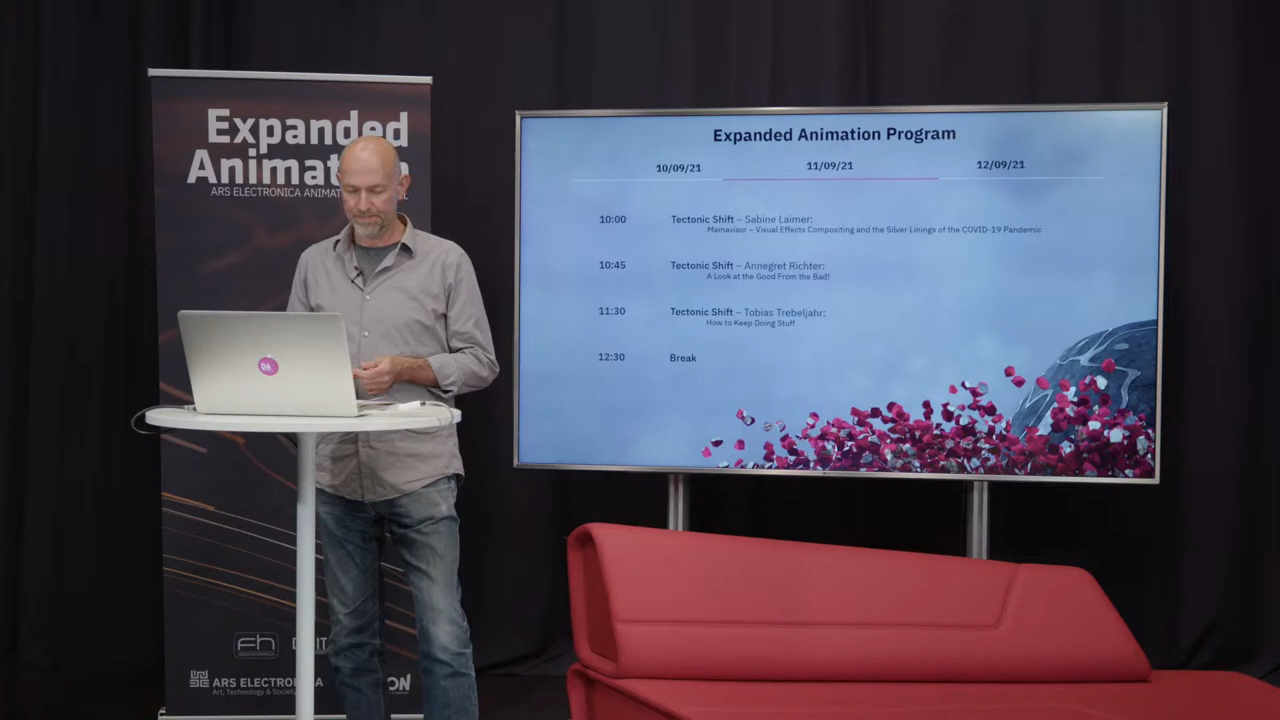 Expanded
Animat
ARS ELECTRONICA ANIMAT
Expanded Animation Program
10/09/21
11/09/21
12/09/21
10:00
Tectonic Shift – Sabine Laimer:
Mamavisor – Visual Effects Compositing and the Silver Linings of the COVID-19 Pandemic
10:45
Tectonic Shift – Annegret Richter:
A Look at the Good From the Bad!
11:30
Tectonic Shift – Tobias Trebeljahr:
How to Keep Doing Stuff
12:30
Break
DA
fh
ARS ELECTRONICA
Art, Technology & Society
ON